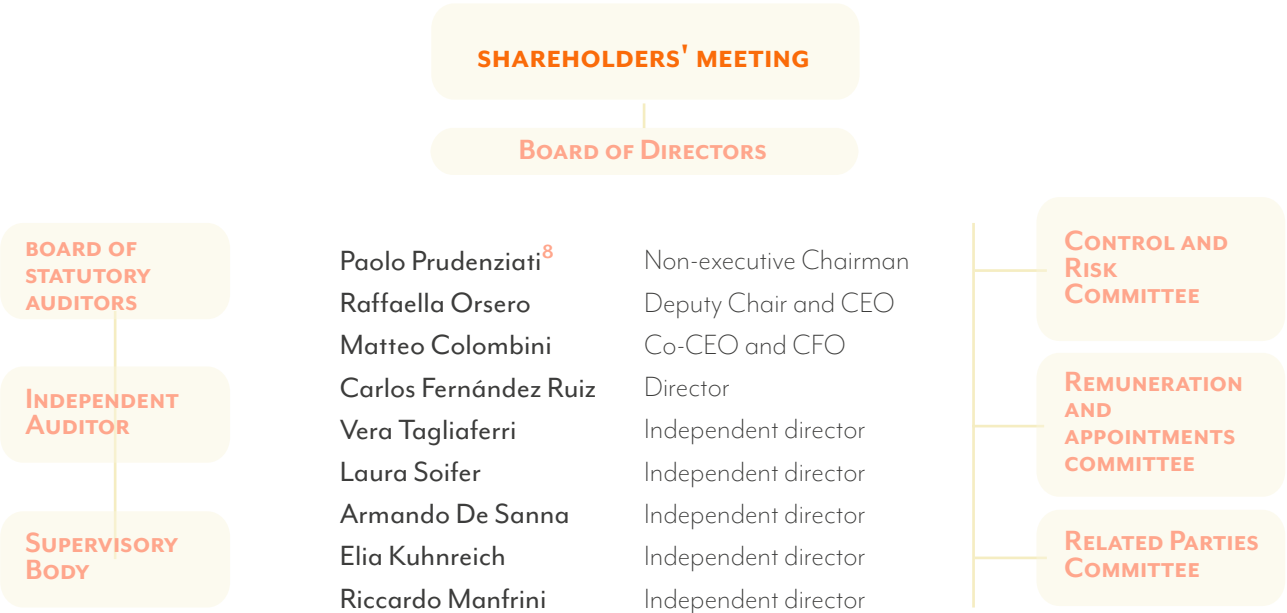 SHAREHOLDERS' MEETING
BOARD OF DIRECTORS
BOARD OF
STATUTORY
AUDITORS
INDEPENDENT
AUDITOR
SUPERVISORY
BODY
Paolo Prudenziati8 Non-executive Chairman
Raffaella Orsero Deputy Chair and CEO
Matteo Colombini Co-CEO and CFO
Carlos Fernández Ruiz Director
Vera Tagliaferri Independent director
Laura Soifer Independent director
Armando De Sanna Independent director
Elia Kuhnreich Independent director
Riccardo Manfrini Independent director
CONTROL AND
RISK
COMMITTEE
REMUNERATION
AND
APPOINTMENTS
COMMITTEE
RELATED PARTIES
COMMITTEE